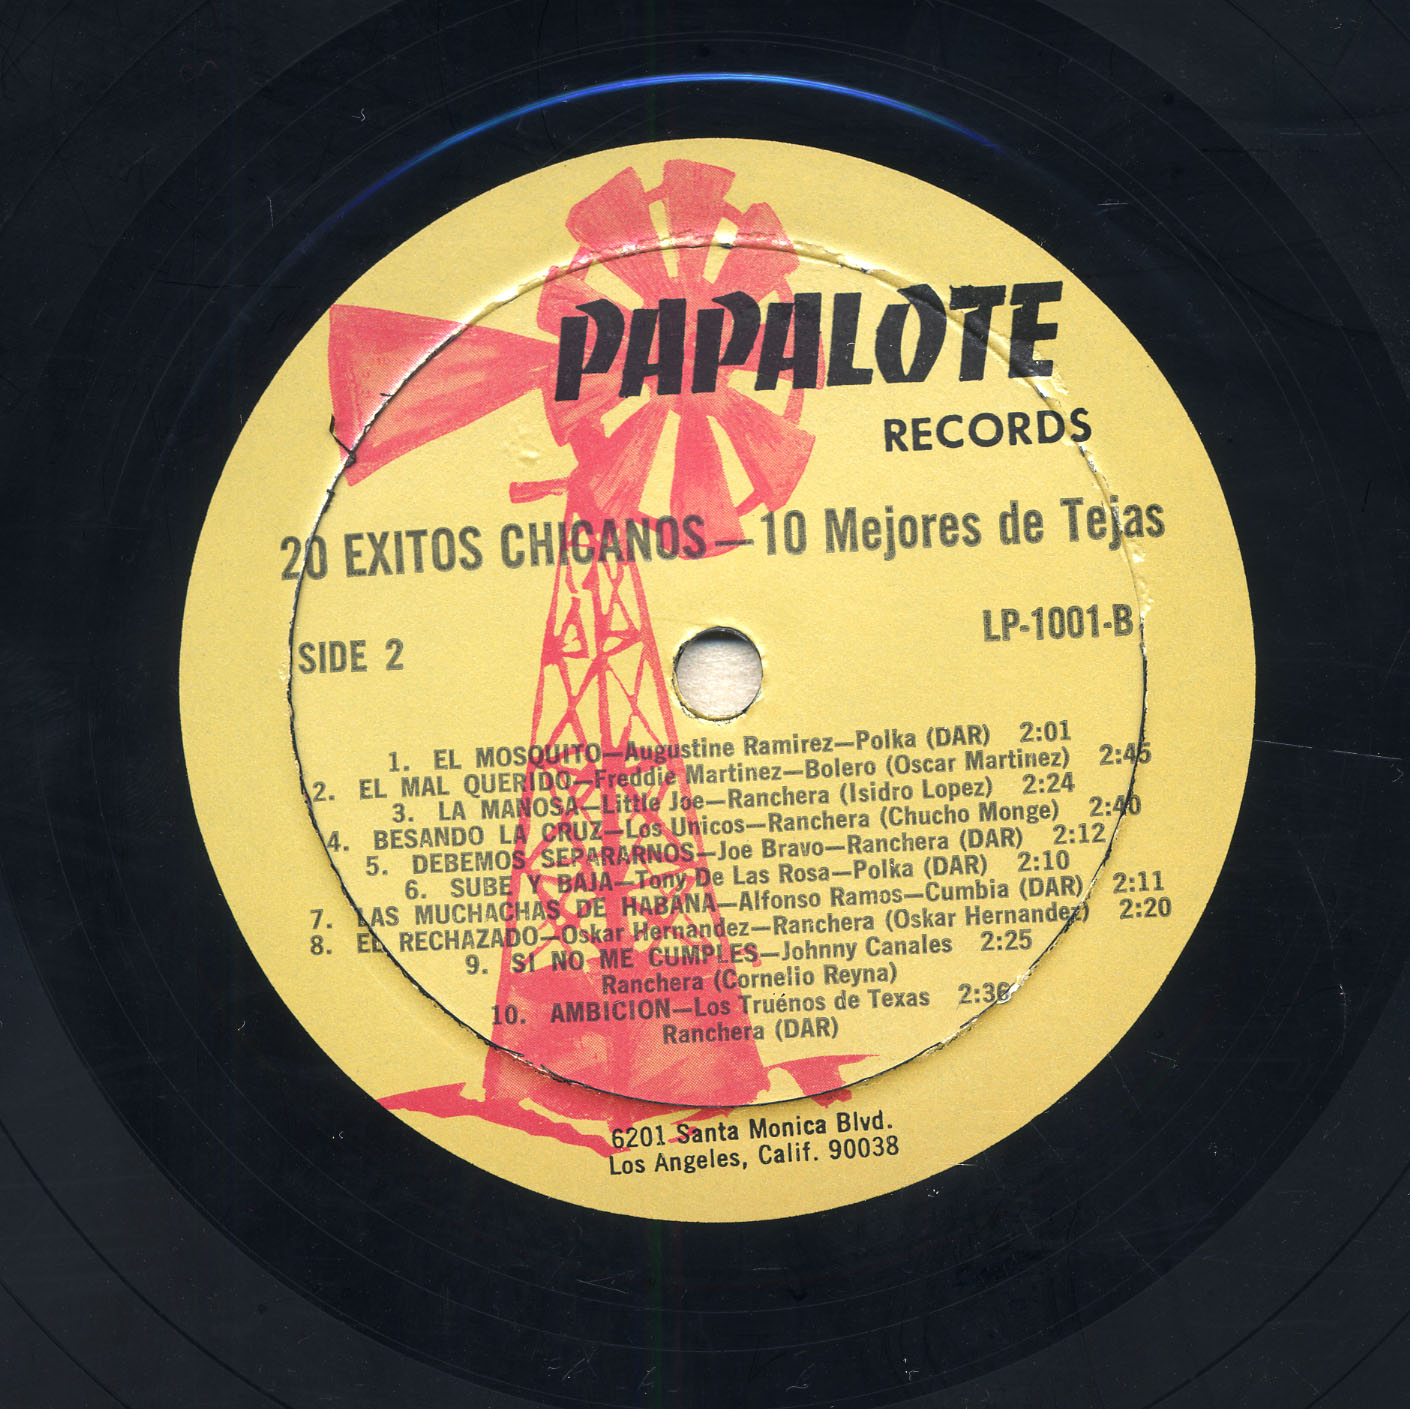 PAPALOTE
RECORDS
20 EXITOS CHICANOS—10 Mejores de Tejas
SIDE 2
LP-1001-B
1. EL MOSQUITO—Augustine Ramirez—Polka (DAR) 2:01
2. EL MAL QUERIDO—Freddie Martinez—Bolero (Oscar Martinez) 2:45
3. LA MANOSA—Little Joe—Ranchera (Isidro Lopez) 2:24
4. BESANDO LA CRUZ—Los Unicos—Ranchera (Chucho Monge) 2:40
5. DEBEMOS SEPARARNOS—Joe Bravo—Ranchera (DAR) 2:12
6. SUBE Y BAJA—Tony De Las Rosa—Polka (DAR) 2:10
7. LAS MUCHACHAS DE HABANA—Alfonso Ramos—Cumbia (DAR) 2:11
8. EL RECHAZADO—Oskar Hernandez—Ranchera (Oskar Hernandez) 2:20
9. SI NO ME CUMPLES—Johnny Canales 2:25
Ranchera (Cornelio Reyna)
10. AMBICION—Los Truénos de Texas 2:36
Ranchera (DAR)
6201 Santa Monica Blvd.
Los Angeles, Calif. 90038